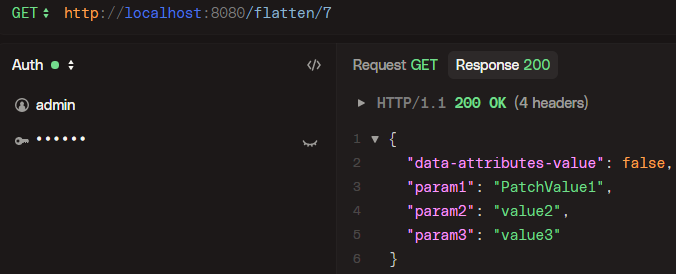 GET http://localhost:8080/flatten/7
Auth
admin
••••••
Request GET Response 200
HTTP/1.1 200 OK (4 headers)
1 {
2 "data-attributes-value": false,
3 "param1": "PatchValue1",
4 "param2": "value2",
5 "param3": "value3"
6 }